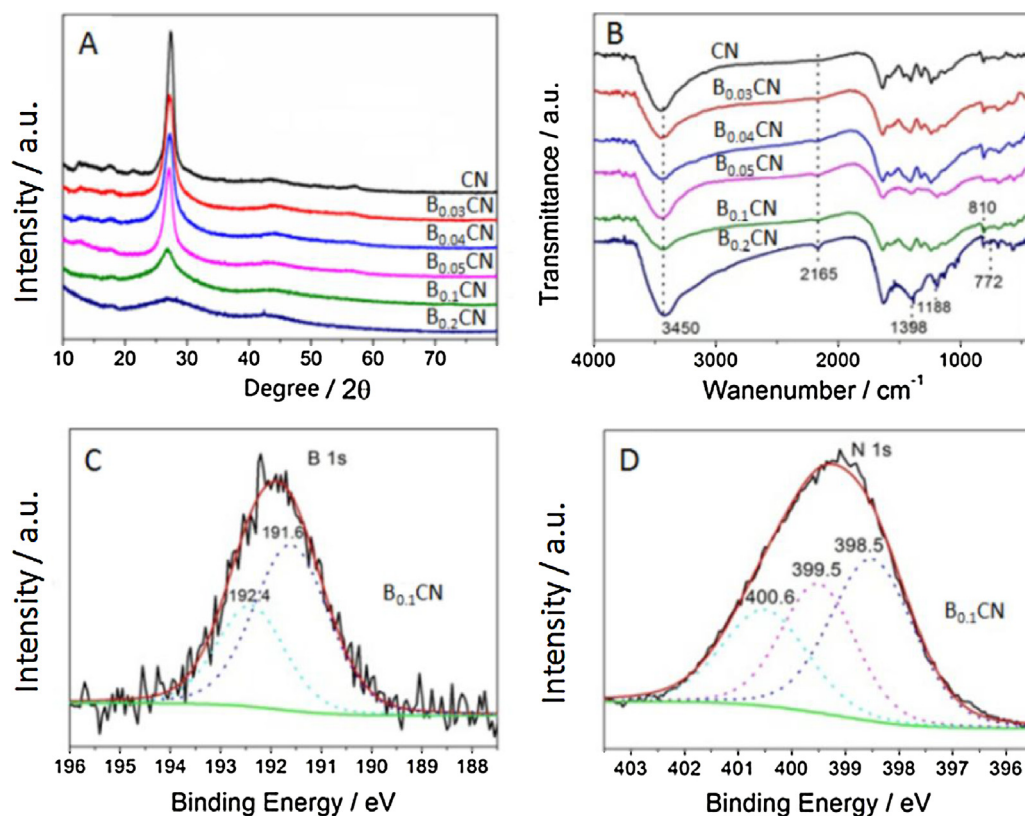 A
Intensity / a.u.
CN
B0.03CN
B0.04CN
B0.05CN
B0.1CN
B0.2CN
10 20 30 40 50 60 70
Degree / 2θ
B
Transmittance / a.u.
CN
B0.03CN
B0.04CN
B0.05CN
B0.1CN
B0.2CN
810
2165
772
1188
3450
1398
4000 3000 2000 1000
Wanenumber / cm-1
C
B 1s
Intensity / a.u.
191.6
192.4
B0.1CN
196 195 194 193 192 191 190 189 188
Binding Energy / eV
D
N 1s
Intensity / a.u.
398.5
399.5
400.6
B0.1CN
403 402 401 400 399 398 397 396
Binding Energy / eV